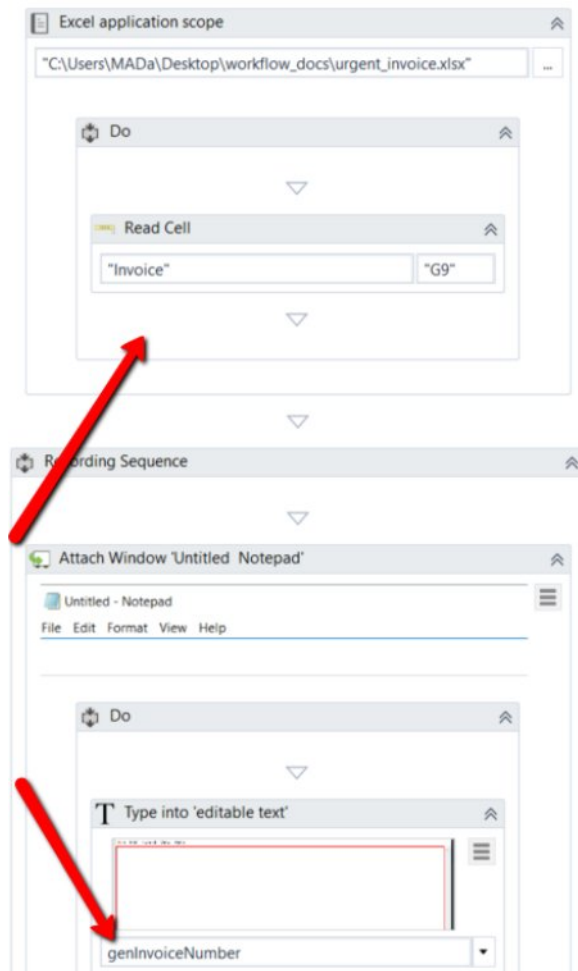 Excel application scope
"C:\Users\MADa\Desktop\workflow_docs\urgent_invoice.xlsx" ...
Do
Read Cell
"Invoice" "G9"
Recording Sequence
Attach Window 'Untitled  Notepad'
Untitled - Notepad
File Edit Format View Help
Do
T Type into 'editable text'
genInvoiceNumber